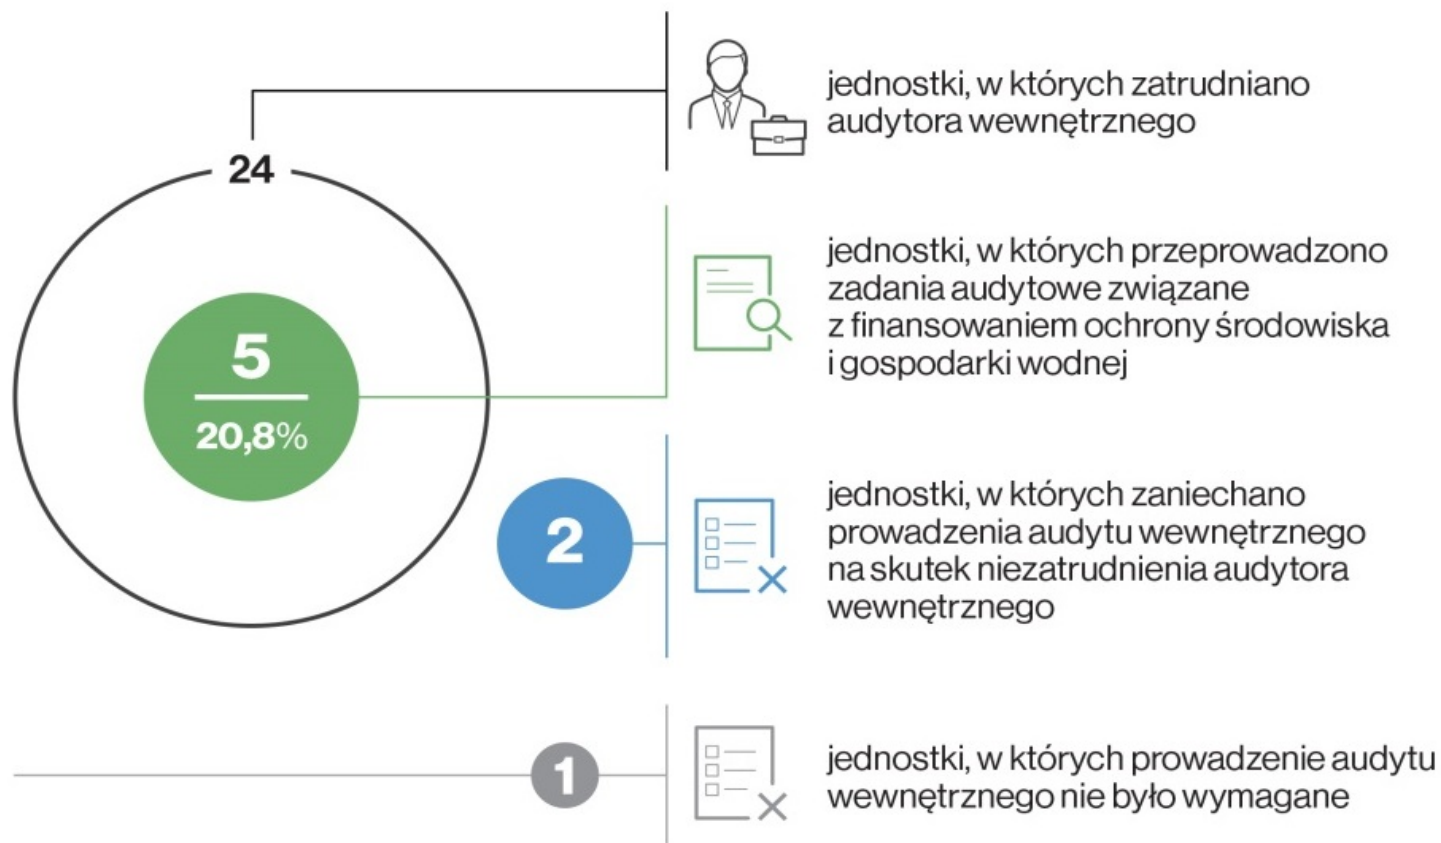 24
jednostki, w których zatrudniano
audytora wewnętrznego
5
20,8%
jednostki, w których przeprowadzono
zadania audytowe związane
z finansowaniem ochrony środowiska
i gospodarki wodnej
2
jednostki, w których zaniechano
prowadzenia audytu wewnętrznego
na skutek niezatrudnienia audytora
wewnętrznego
1
jednostki, w których prowadzenie audytu
wewnętrznego nie było wymagane